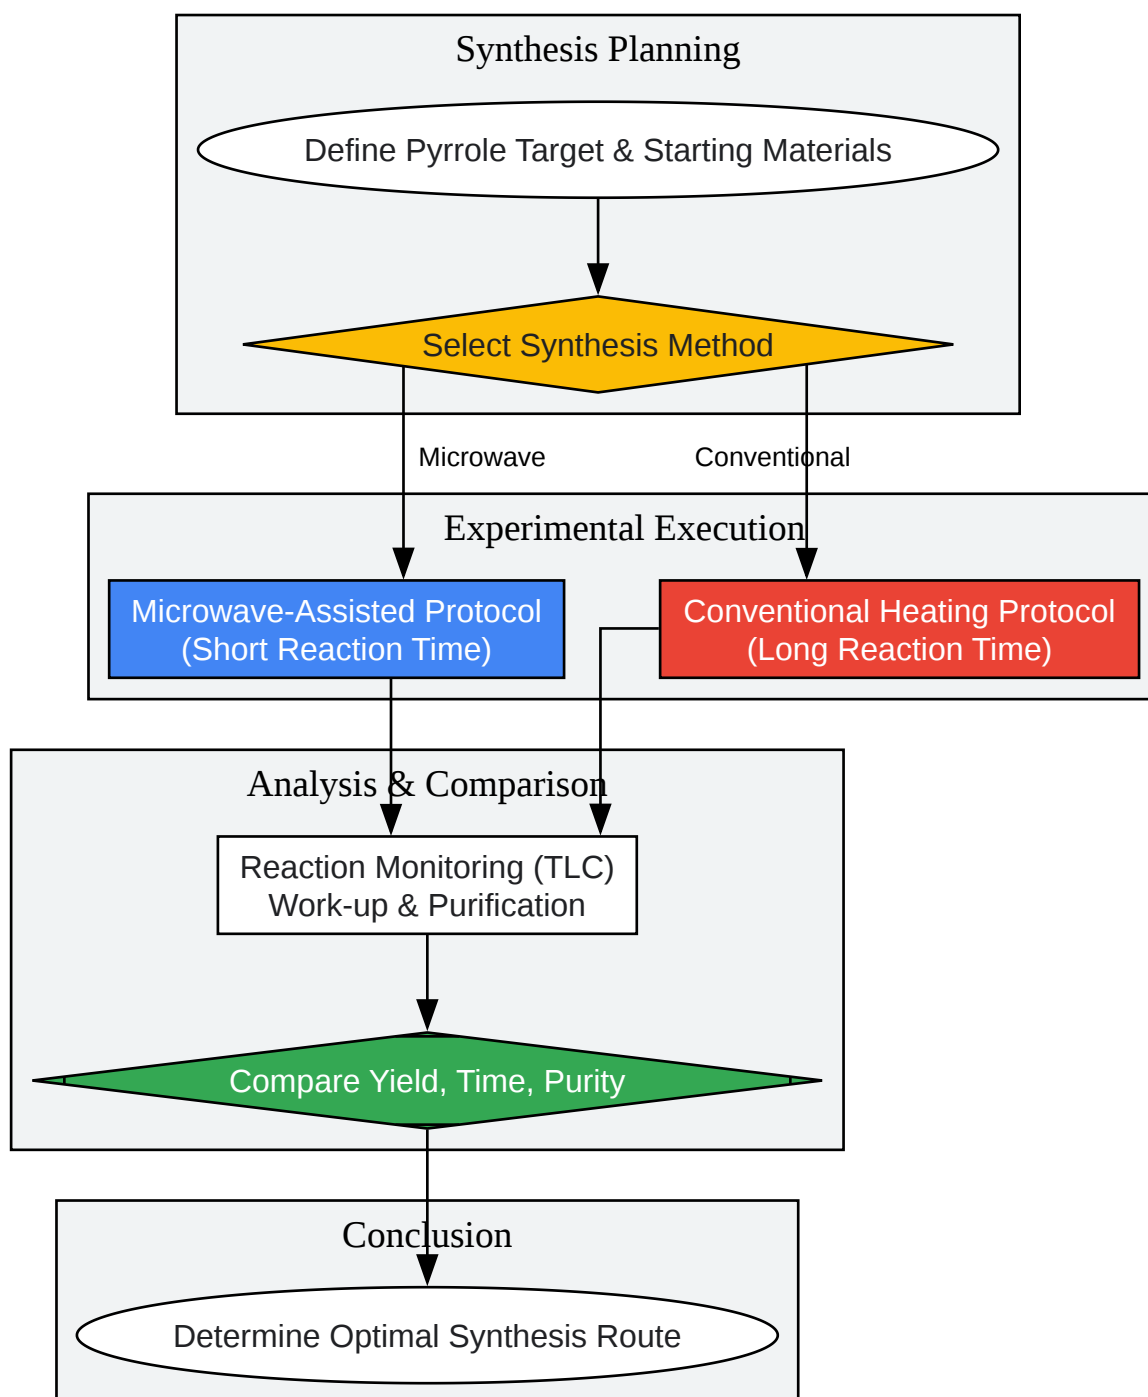 Synthesis Planning
Define Pyrrole Target & Starting Materials
Select Synthesis Method
Microwave
Conventional
Experimental Execution
Microwave-Assisted Protocol
(Short Reaction Time)
Conventional Heating Protocol
(Long Reaction Time)
Analysis & Comparison
Reaction Monitoring (TLC)
Work-up & Purification
Compare Yield, Time, Purity
Conclusion
Determine Optimal Synthesis Route